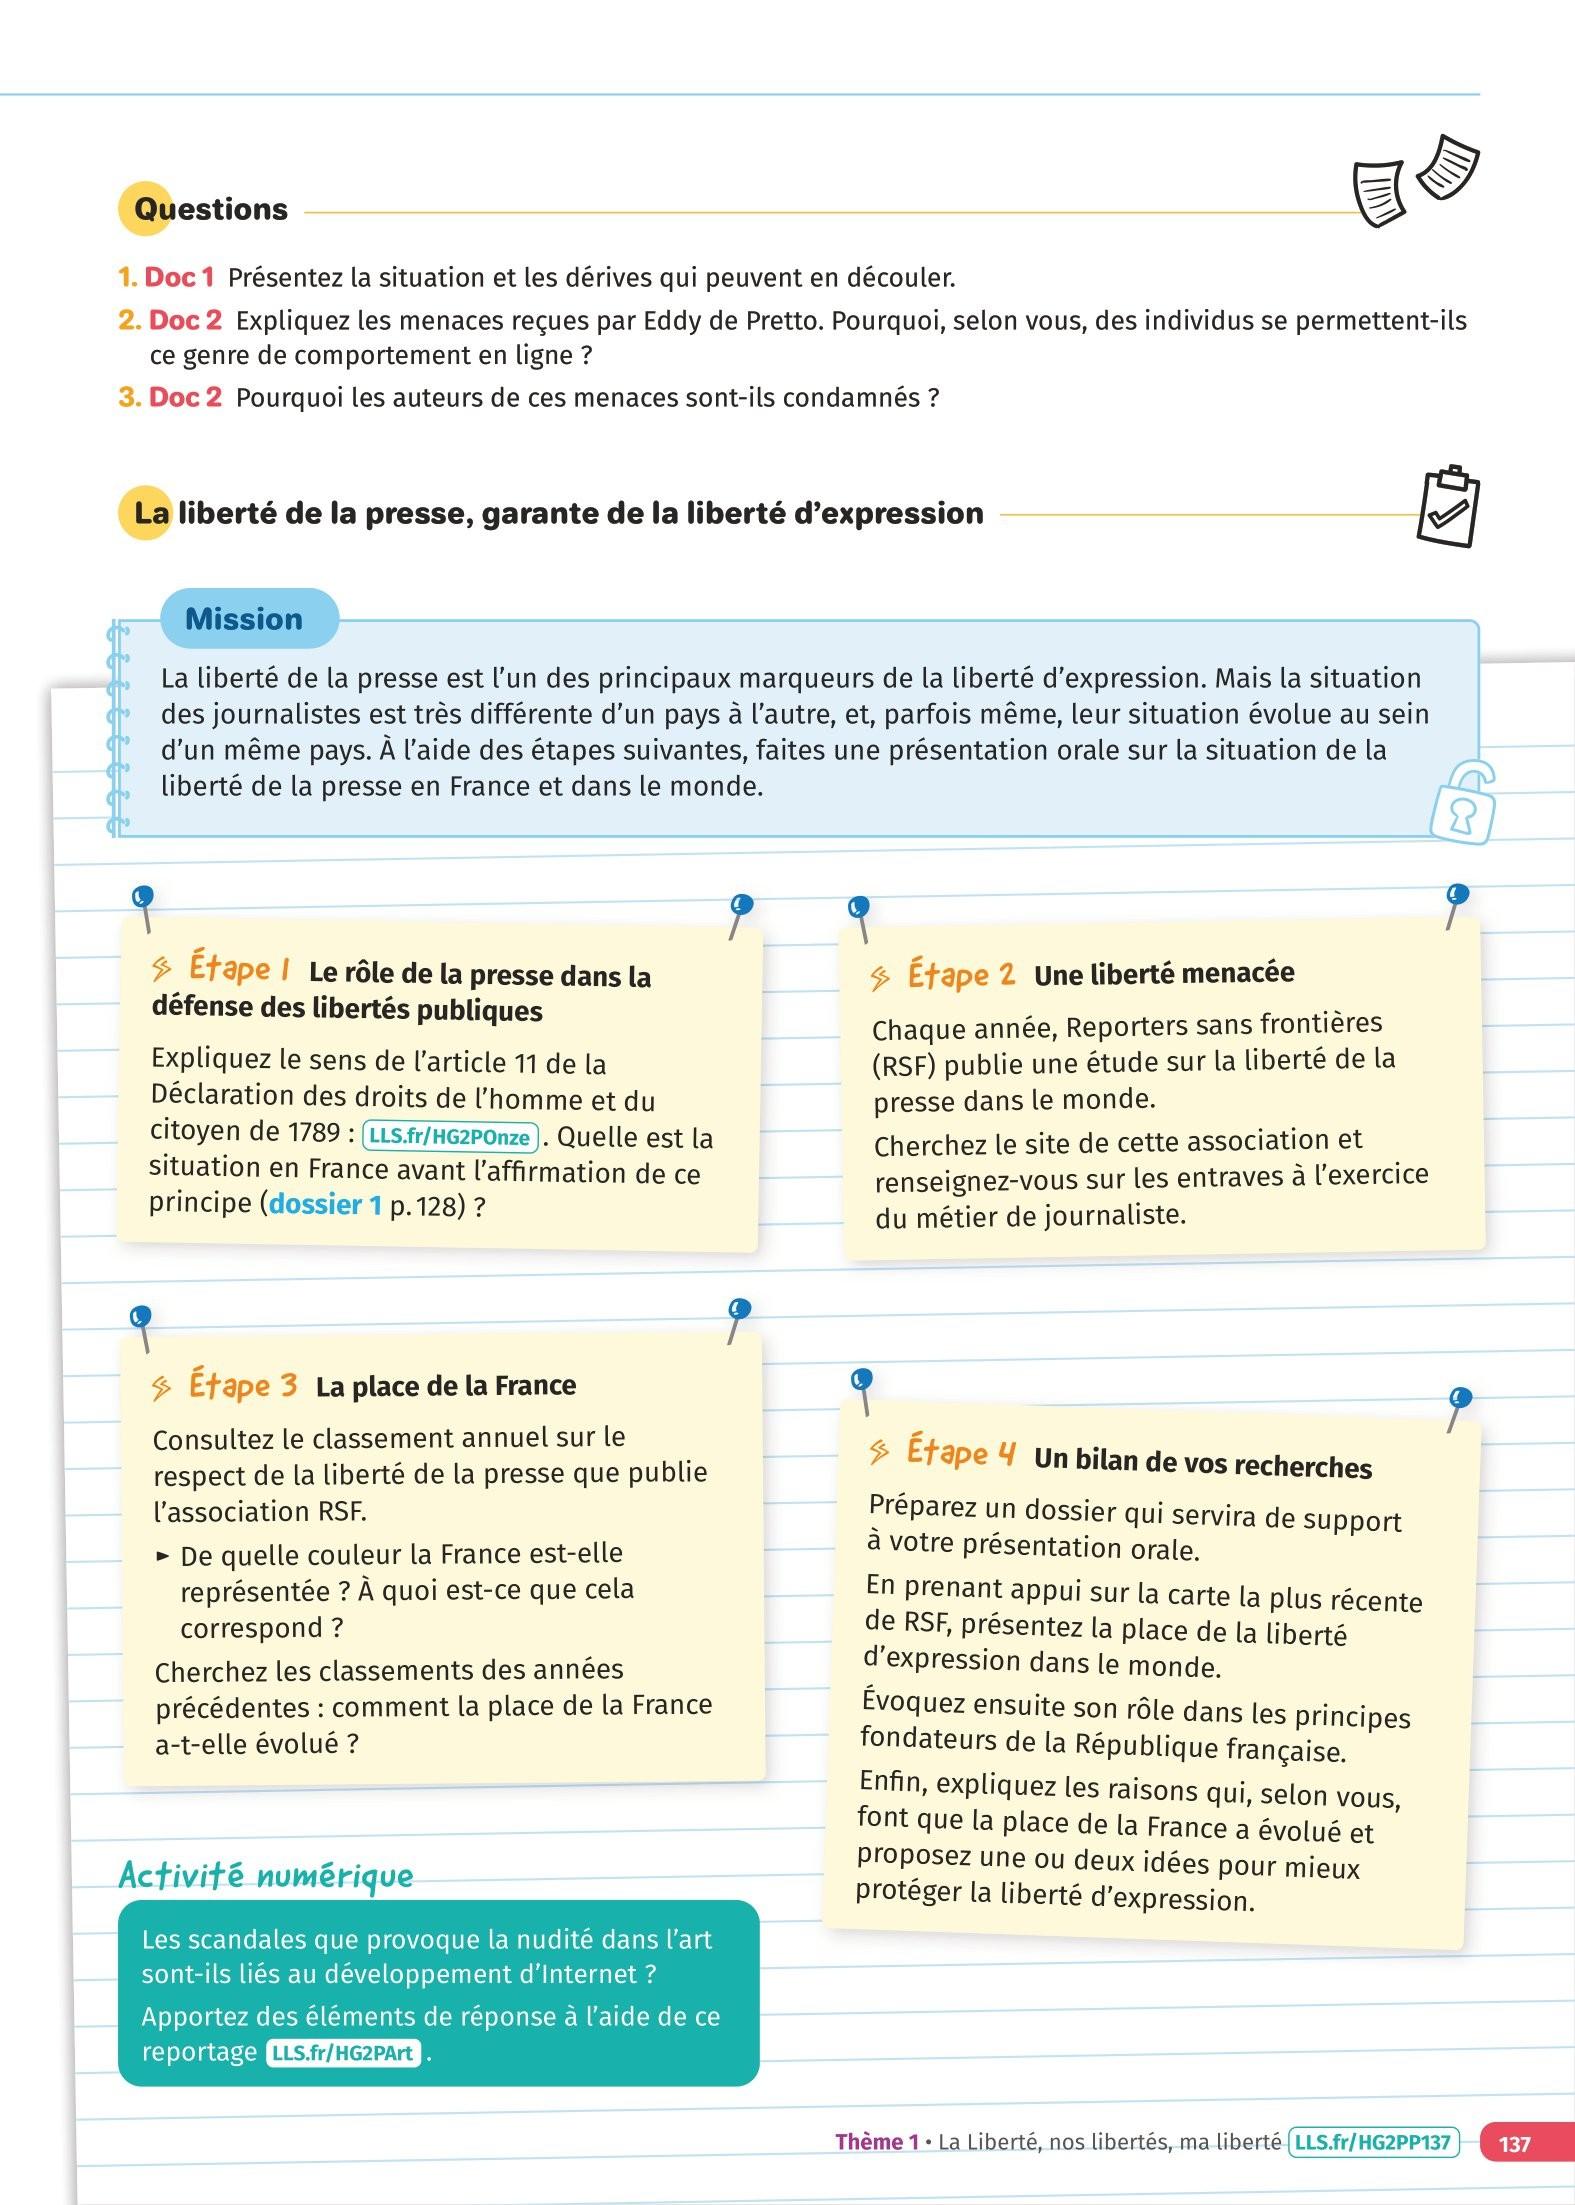 Questions
1. Doc 1 Présentez la situation et les dérives qui peuvent en découler.
2. Doc 2 Expliquez les menaces reçues par Eddy de Pretto. Pourquoi, selon vous, des individus se permettent-ils
ce genre de comportement en ligne ?
3. Doc 2 Pourquoi les auteurs de ces menaces sont-ils condamnés ?
La liberté de la presse, garante de la liberté d'expression
Mission
La liberté de la presse est l'un des principaux marqueurs de la liberté d'expression. Mais la situation
des journalistes est très différente d'un pays à l'autre, et, parfois même, leur situation évolue au sein
d'un même pays. À l'aide des étapes suivantes, faites une présentation orale sur la situation de la
liberté de la presse en France et dans le monde.
Étape 1 Le rôle de la presse dans la
défense des libertés publiques
Expliquez le sens de l'article 11 de la
Déclaration des droits de l'homme et du
citoyen de 1789 : LLS.fr/HG2POnze . Quelle est la
situation en France avant l'affirmation de ce
principe (dossier 1 p. 128) ?
Étape 2 Une liberté menacée
Chaque année, Reporters sans frontières
(RSF) publie une étude sur la liberté de la
presse dans le monde.
Cherchez le site de cette association et
renseignez-vous sur les entraves à l'exercice
du métier de journaliste.
Étape 3 La place de la France
Consultez le classement annuel sur le
respect de la liberté de la presse que publie
l'association RSF.
► De quelle couleur la France est-elle
représentée ? À quoi est-ce que cela
correspond ?
Cherchez les classements des années
précédentes : comment la place de la France
a-t-elle évolué ?
Étape 4 Un bilan de vos recherches
Préparez un dossier qui servira de support
à votre présentation orale.
En prenant appui sur la carte la plus récente
de RSF, présentez la place de la liberté
d'expression dans le monde.
Évoquez ensuite son rôle dans les principes
fondateurs de la République française.
Enfin, expliquez les raisons qui, selon vous,
font que la place de la France a évolué et
proposez une ou deux idées pour mieux
protéger la liberté d'expression.
Activité numérique
Les scandales que provoque la nudité dans l'art
sont-ils liés au développement d'Internet ?
Apportez des éléments de réponse à l'aide de ce
reportage LLS.fr/HG2PArt .
Thème 1 • La Liberté, nos libertés, ma liberté LLS.fr/HG2PP137 137